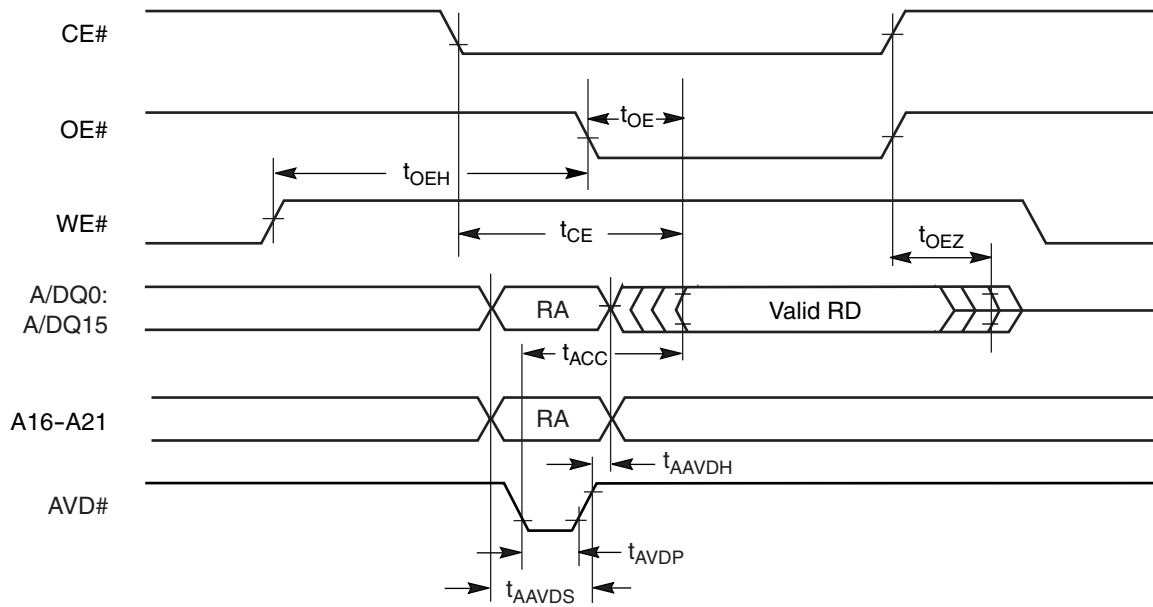 CE#
OE#
tOE
tOEH
WE#
tCE
tOEZ
A/DQ0:
A/DQ15
RA
Valid RD
tACC
A16-A21
RA
tAAVDH
AVD#
tAVDP
tAAVDS